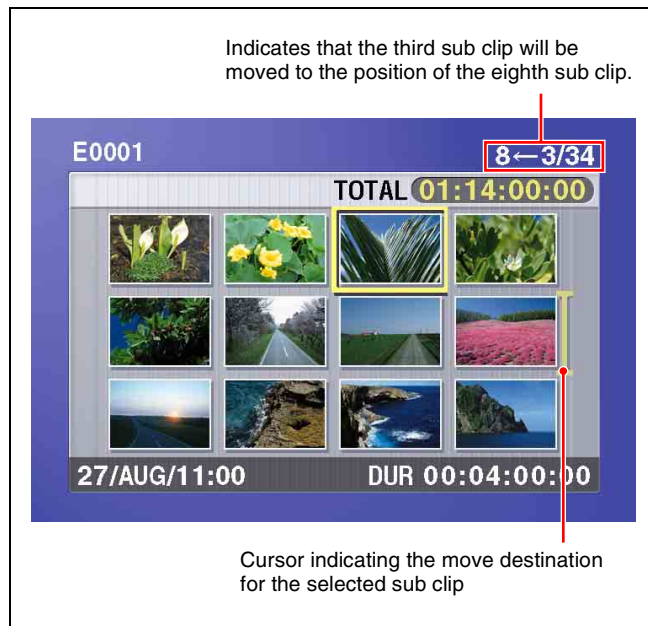 Indicates that the third sub clip will be
moved to the position of the eighth sub clip.
E0001
8←3/34
TOTAL 01:14:00:00
27/AUG/11:00
DUR 00:04:00:00
Cursor indicating the move destination
for the selected sub clip